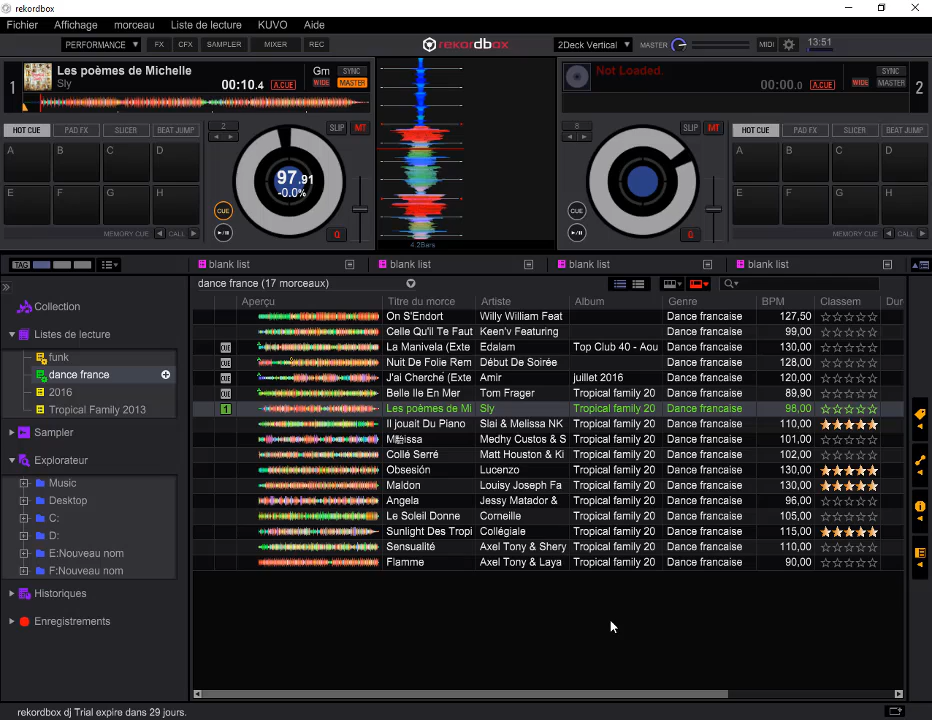 rekordbox
Fichier Affichage morceau Liste de lecture KUVO Aide
PERFORMANCE FX CFX SAMPLER MIXER REC rekordbox 2Deck Vertical MASTER MIDI 13:51
1 Les poèmes de Michelle Gm SYNC
Sly 00:10.4 A.CUE WIDE MASTER
Not Loaded. SYNC
00:00.0 A.CUE WIDE MASTER 2
HOT CUE PAD FX SLICER BEAT JUMP 2 SLIP MT
A B C D
E F G H
97.91
-0.0%
CUE
MEMORY CUE CALL Q
4.2Bars
8 SLIP MT HOT CUE PAD FX SLICER BEAT JUMP
A B C D
E F G H
CUE
Q MEMORY CUE CALL
TAG blank list blank list blank list blank list
dance france (17 morceaux)
Collection
Listes de lecture
funk
dance france
2016
Tropical Family 2013
Sampler
Explorateur
Music
Desktop
C:
D:
E:Nouveau nom
F:Nouveau nom
Historiques
Enregistrements
Aperçu Titre du morce Artiste Album Genre BPM Classem Dur
On S'Endort Willy William Feat Dance francaise 127,50
Celle Qu'il Te Faut Keen'v Featuring Dance francaise 99,00
CUE La Manivela (Exte Edalam Top Club 40 - Aou Dance francaise 130,00
CUE Nuit De Folie Rem Début De Soirée Dance francaise 128,00
CUE J'ai Cherché (Exte Amir juillet 2016 Dance francaise 120,00
CUE Belle Ile En Mer Tom Frager Tropical family 20 Dance francaise 89,90
1 Les poèmes de Mi Sly Tropical family 20 Dance francaise 98,00
Il jouait Du Piano Slaï & Melissa NK Tropical family 20 Dance francaise 110,00
Medhy Custos & S Tropical family 20 Dance francaise 101,00
Collé Serré Matt Houston & Ki Tropical family 20 Dance francaise 102,00
Obsesión Lucenzo Tropical family 20 Dance francaise 130,00
Maldon Louisy Joseph Fa Tropical family 20 Dance francaise 130,00
Angela Jessy Matador & Tropical family 20 Dance francaise 96,00
Le Soleil Donne Corneille Tropical family 20 Dance francaise 105,00
Sunlight Des Tropi Collégiale Tropical family 20 Dance francaise 115,00
Sensualité Axel Tony & Shery Tropical family 20 Dance francaise 110,00
Flamme Axel Tony & Laya Tropical family 20 Dance francaise 90,00
rekordbox dj Trial expire dans 29 jours.